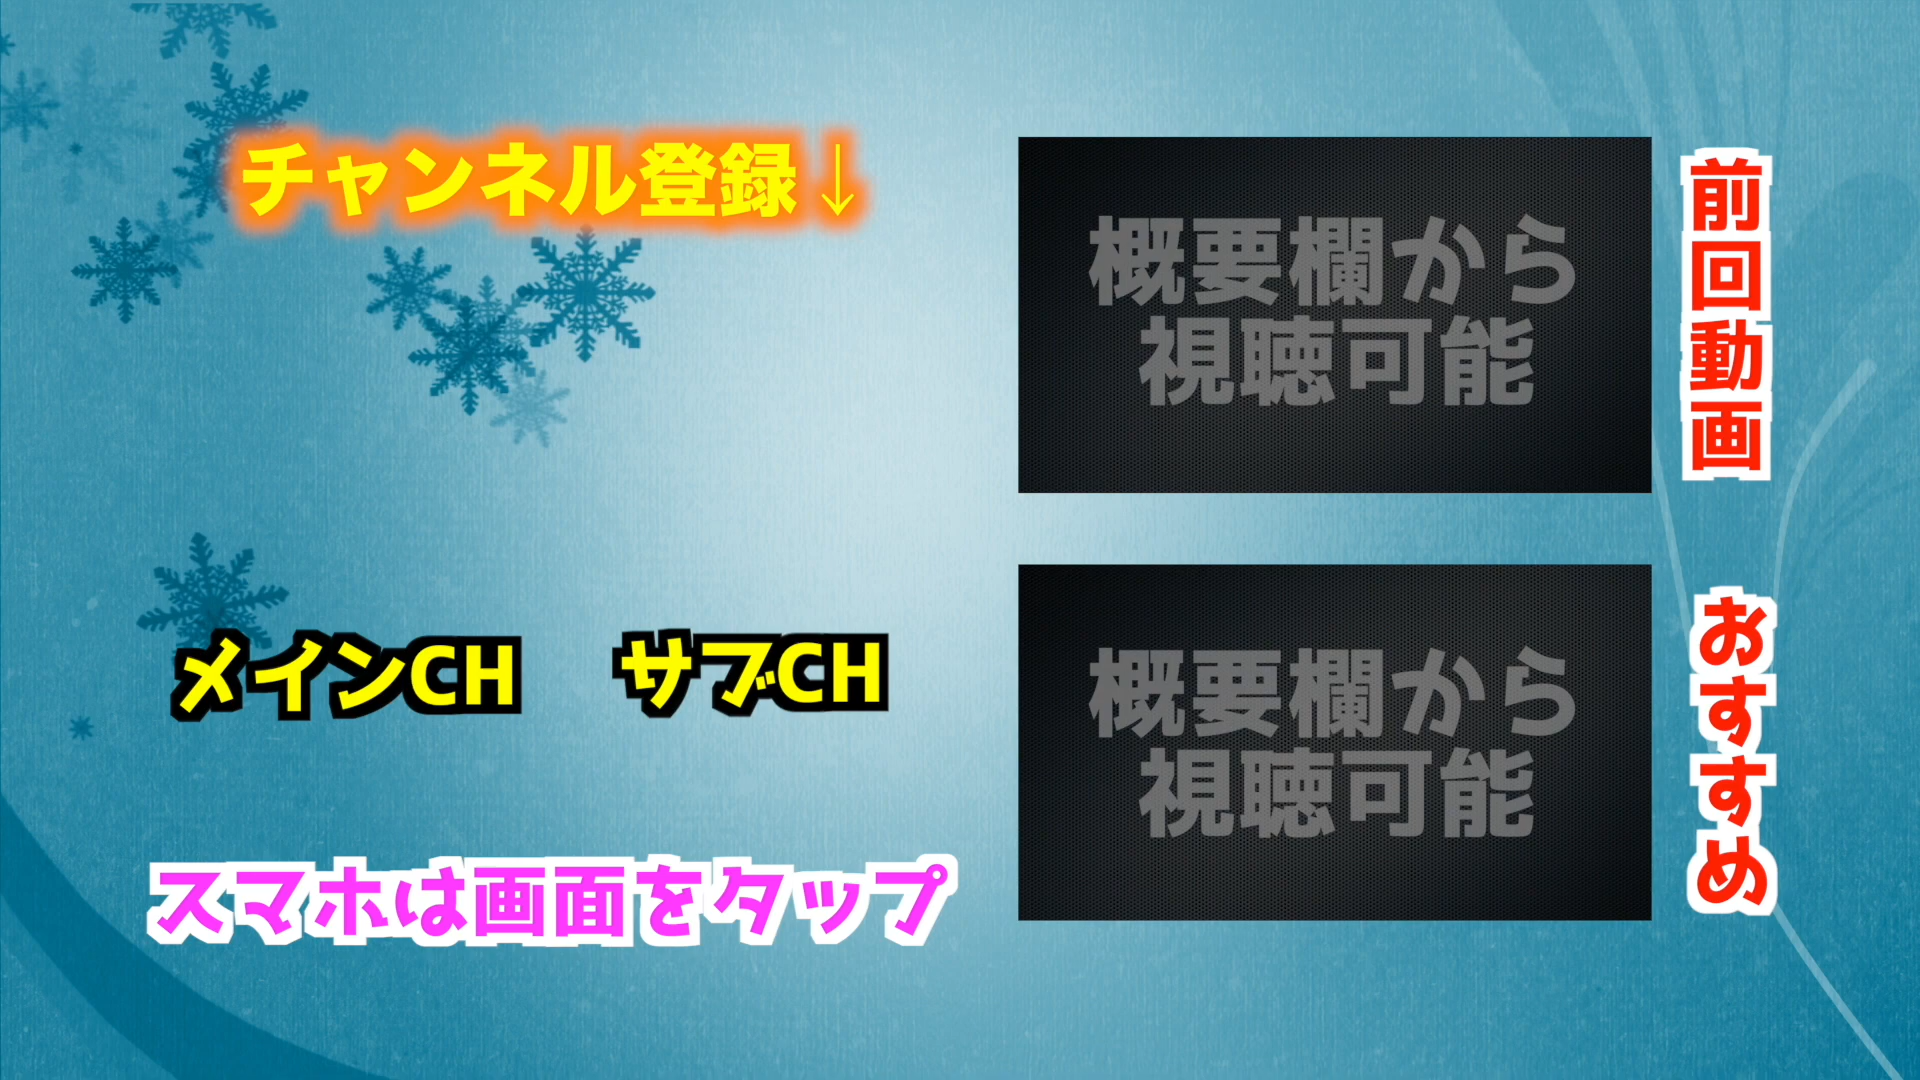 チャンネル登録↓
メインCH
サブCH
スマホは画面をタップ
概要欄から
視聴可能
前回動画
概要欄から
視聴可能
おすすめ